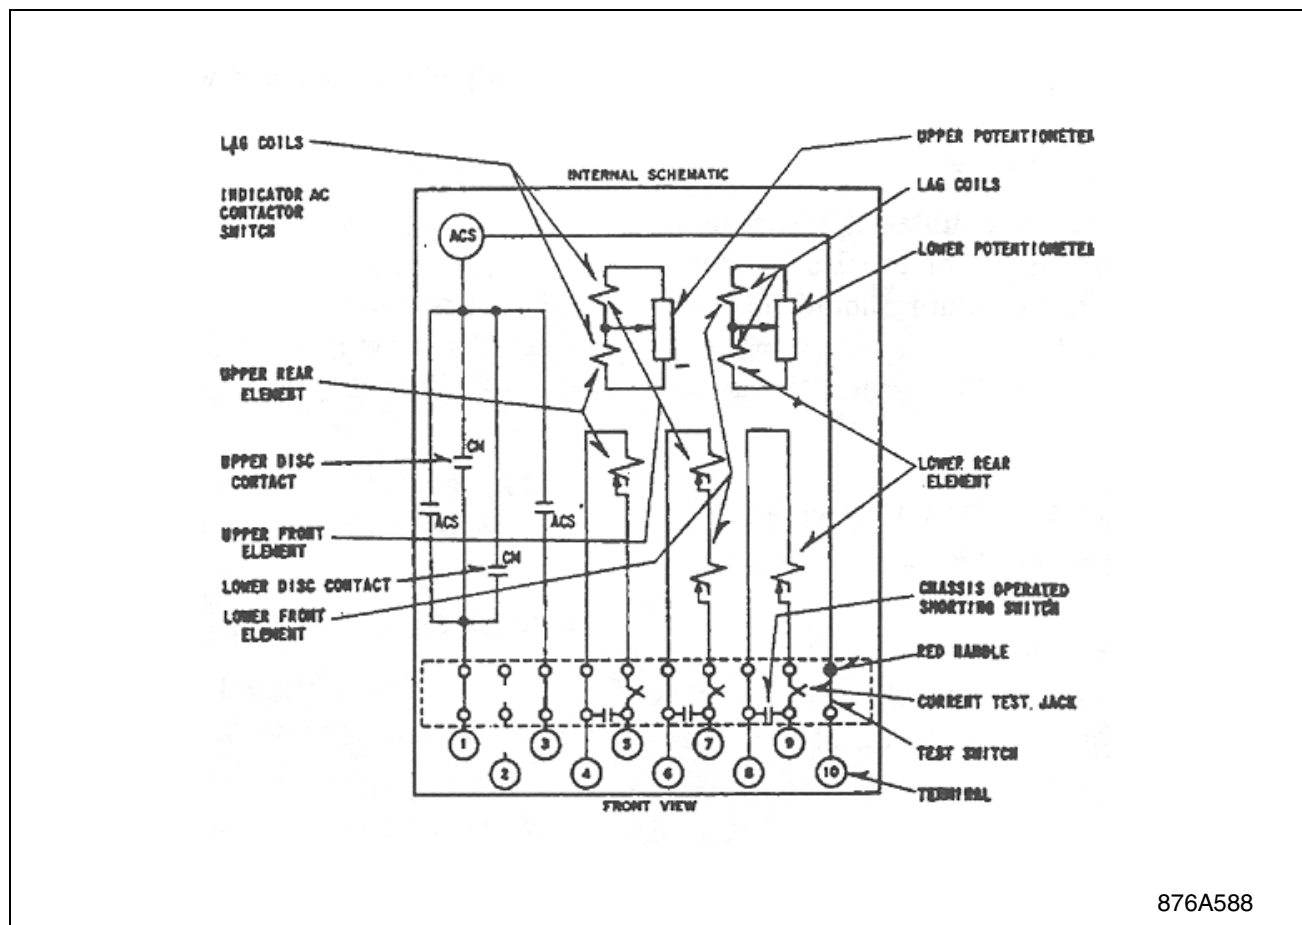 LAG COILS
INDICATOR AC
CONTACTOR
SWITCH
UPPER REAR
ELEMENT
UPPER DISC
CONTACT
UPPER FRONT
ELEMENT
LOWER DISC CONTACT
LOWER FRONT
ELEMENT
INTERNAL SCHEMATIC
ACS
CM
ACS
ACS
CM
1
2
3
4
5
6
7
8
9
10
FRONT VIEW
UPPER POTENTIOMETER
LAG COILS
LOWER POTENTIOMETER
LOWER REAR
ELEMENT
CHASSIS OPERATED
SHORTING SWITCH
RED HANDLE
CURRENT TEST JACK
TEST SWITCH
TERMINAL
876A588